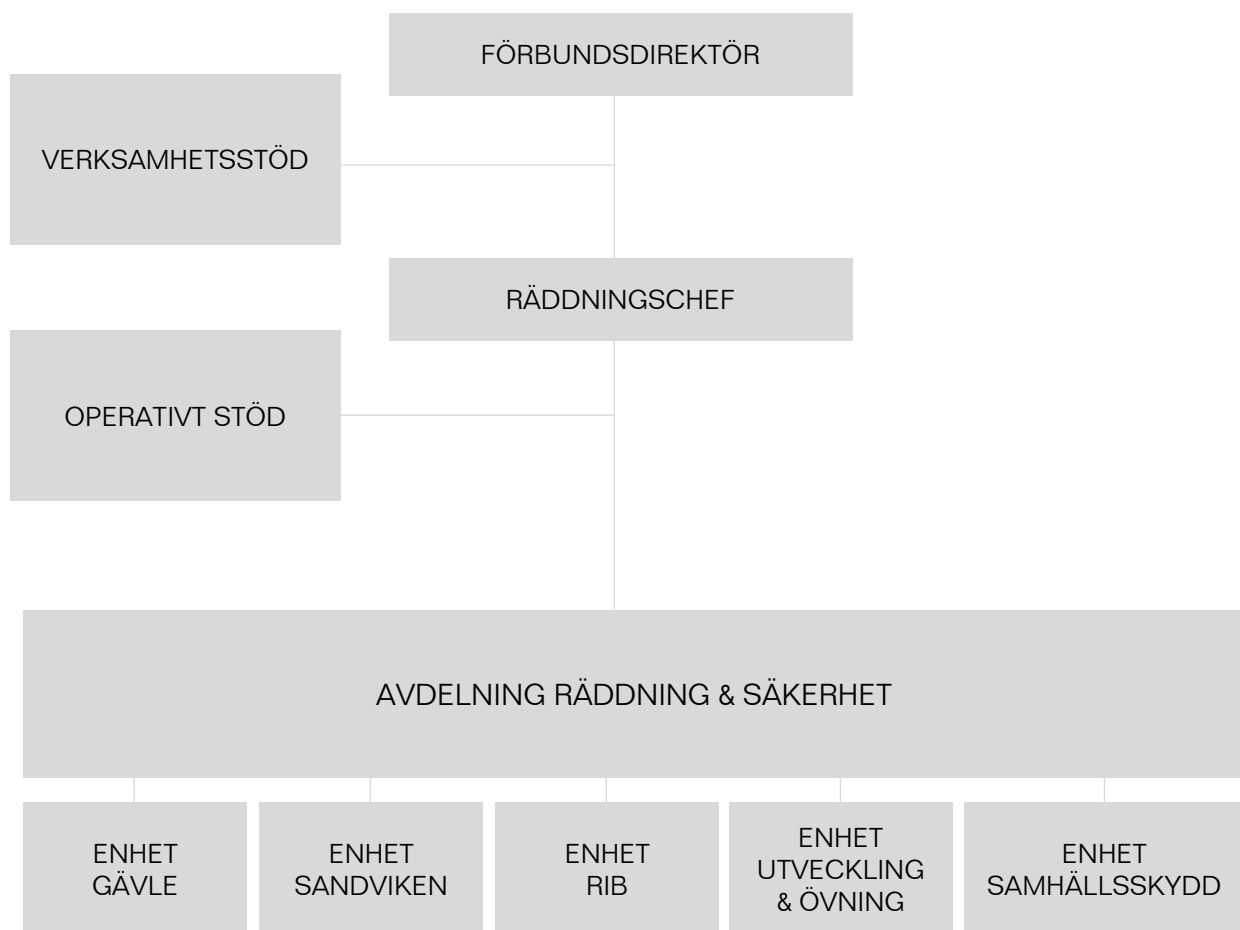 FÖRBUNDSDIREKTÖR
VERKSAMHETSSTÖD
RÄDDNINGSCHEF
OPERATIVT STÖD
AVDELNING RÄDDNING & SÄKERHET
ENHET
GÄVLE
ENHET
SANDVIKEN
ENHET
RIB
ENHET
UTVECKLING
& ÖVNING
ENHET
SAMHÄLLSSKYDD